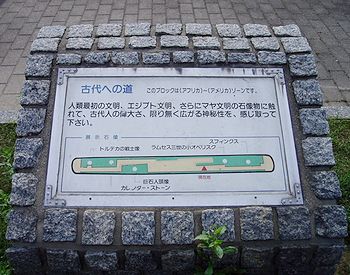 古代への道 このブロックは(アフリカ)~(アメリカ)ゾーンです。
人類最初の文明、エジプト文明、さらにマヤ文明の石像物に触
れて、古代人の偉大さ、限り無く広がる神秘性を、感じ取って
下さい。
展示石像
スフィンクス
トルテカの戦士像 ラムセス三世のオベリスク
巨石人頭像 現在地
カレンダー・ストーン